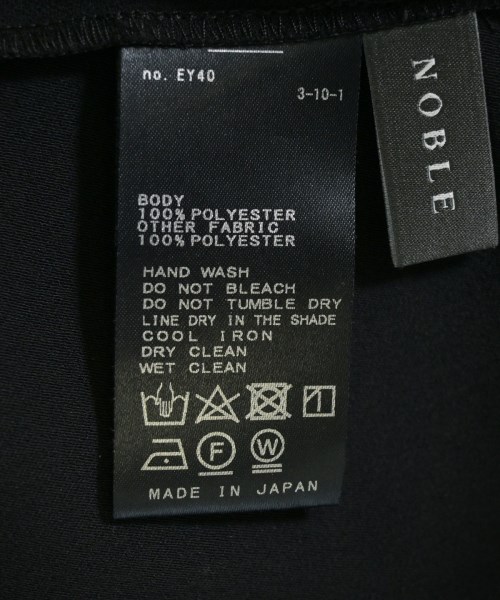 no. EY40
3-10-1
NOBLE
BODY
100% POLYESTER
OTHER FABRIC
100% POLYESTER
HAND WASH
DO NOT BLEACH
DO NOT TUMBLE DRY
LINE DRY IN THE SHADE
COOL IRON
DRY CLEAN
WET CLEAN
F W
MADE IN JAPAN